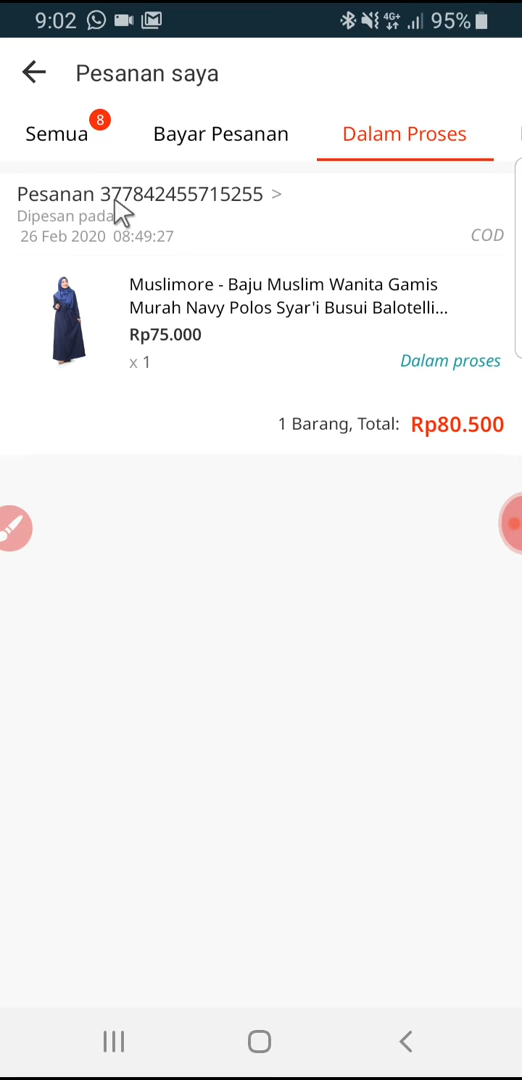 9:02 4G+ 95%
Pesanan saya
Semua 8 Bayar Pesanan Dalam Proses
Pesanan 377842455715255 >
Dipesan pada
26 Feb 2020 08:49:27 COD
Muslimore - Baju Muslim Wanita Gamis
Murah Navy Polos Syar'i Busui Balotelli...
Rp75.000
x 1 Dalam proses
1 Barang, Total: Rp80.500